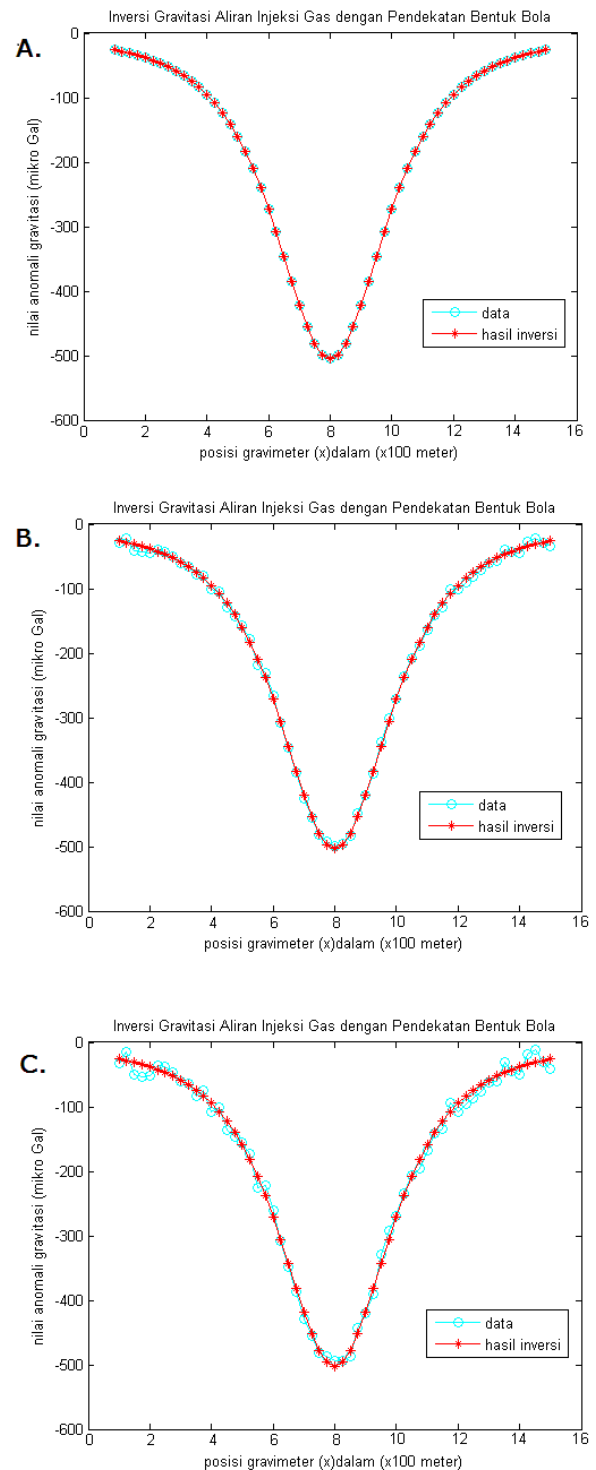 Inversi Gravitasi Aliran Injeksi Gas dengan Pendekatan Bentuk Bola
A.
0
-100
-200
-300
-400
-500
-600
nilai anomali gravitasi (mikro Gal)
data
hasil inversi
0 2 4 6 8 10 12 14 16
posisi gravimeter (x)dalam (x100 meter)
Inversi Gravitasi Aliran Injeksi Gas dengan Pendekatan Bentuk Bola
B.
0
-100
-200
-300
-400
-500
-600
nilai anomali gravitasi (mikro Gal)
data
hasil inversi
0 2 4 6 8 10 12 14 16
posisi gravimeter (x)dalam (x100 meter)
Inversi Gravitasi Aliran Injeksi Gas dengan Pendekatan Bentuk Bola
C.
0
-100
-200
-300
-400
-500
-600
nilai anomali gravitasi (mikro Gal)
data
hasil inversi
0 2 4 6 8 10 12 14 16
posisi gravimeter (x)dalam (x100 meter)